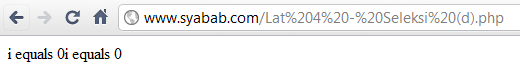 www.syabab.com/Lat%204%20-%20Seleksi%20(d).php
i equals 0i equals 0